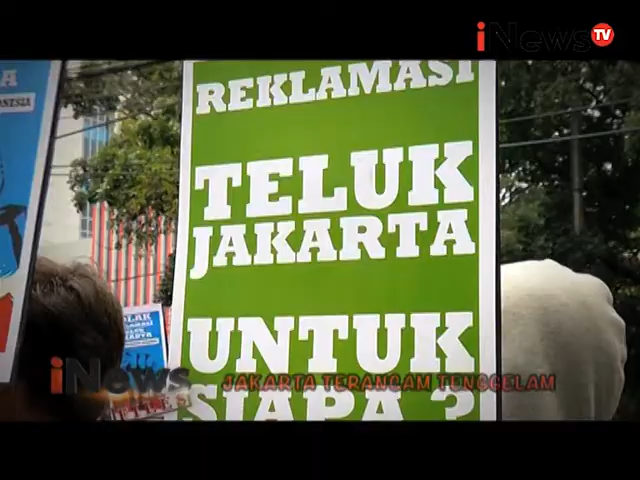 iNews TV
REKLAMASI
TELUK
JAKARTA
UNTUK
SIAPA ?
iNews
JAKARTA TERANCAM TENGGELAM